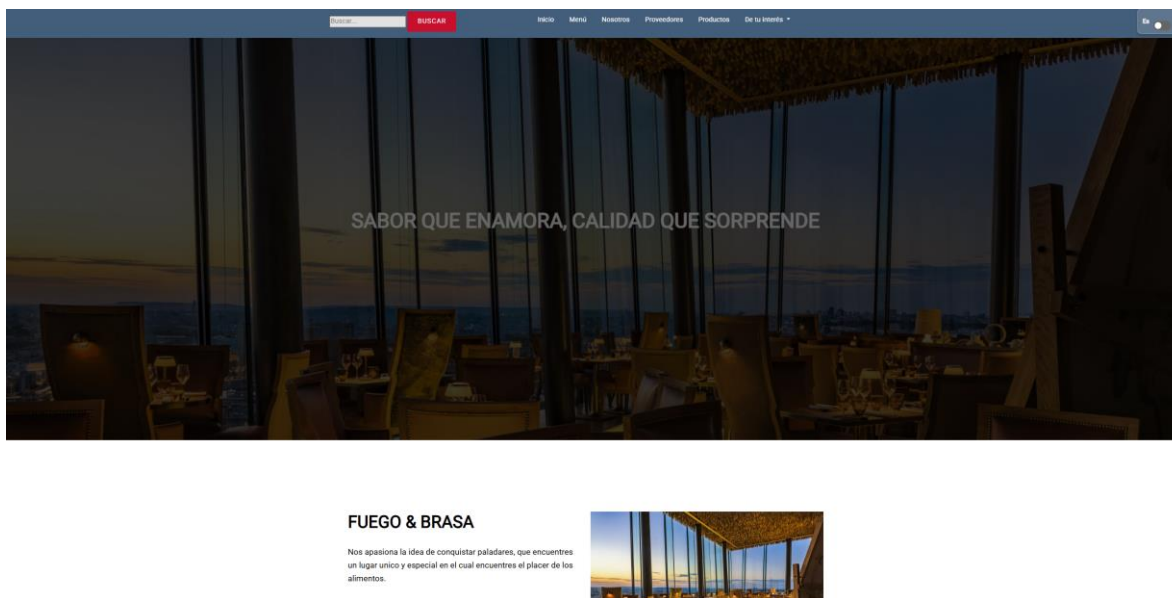 Buscar...
BUSCAR
Inicio Menú Nosotros Proveedores Productos De tu interés
Es
SABOR QUE ENAMORA, CALIDAD QUE SORPRENDE
FUEGO & BRASA
Nos apasiona la idea de conquistar paladares, que encuentres
un lugar unico y especial en el cual encuentres el placer de los
alimentos.